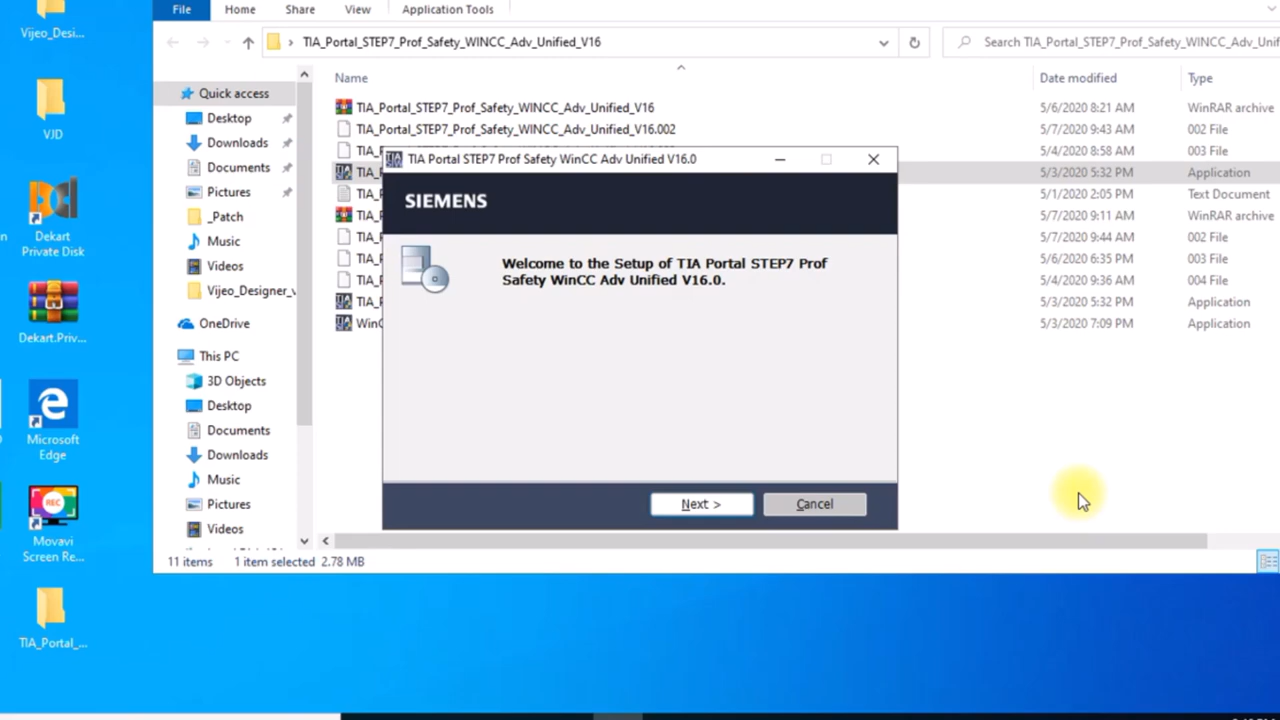 Vijeo_Desi...
VJD
Dekart
Private Disk
Dekart.Priv...
Microsoft
Edge
Movavi
Screen Re...
TIA_Portal_...
File
Home
Share
View
Application Tools
TIA_Portal_STEP7_Prof_Safety_WINCC_Adv_Unified_V16
Search TIA_Portal_STEP7_Prof_Safety_WINCC_Adv_Unif
Quick access
Desktop
Downloads
Documents
Pictures
_Patch
Music
Videos
Vijeo_Designer_v
OneDrive
This PC
3D Objects
Desktop
Documents
Downloads
Music
Pictures
Videos
Name
Date modified
Type
TIA_Portal_STEP7_Prof_Safety_WINCC_Adv_Unified_V16
5/6/2020 8:21 AM
WinRAR archive
TIA_Portal_STEP7_Prof_Safety_WINCC_Adv_Unified_V16.002
5/7/2020 9:43 AM
002 File
5/4/2020 8:58 AM
003 File
5/3/2020 5:32 PM
Application
5/1/2020 2:05 PM
Text Document
5/7/2020 9:11 AM
WinRAR archive
5/7/2020 9:44 AM
002 File
5/6/2020 6:35 PM
003 File
5/4/2020 9:36 AM
004 File
5/3/2020 5:32 PM
Application
5/3/2020 7:09 PM
Application
TIA Portal STEP7 Prof Safety WinCC Adv Unified V16.0
SIEMENS
Welcome to the Setup of TIA Portal STEP7 Prof
Safety WinCC Adv Unified V16.0.
Next >
Cancel
11 items
1 item selected 2.78 MB